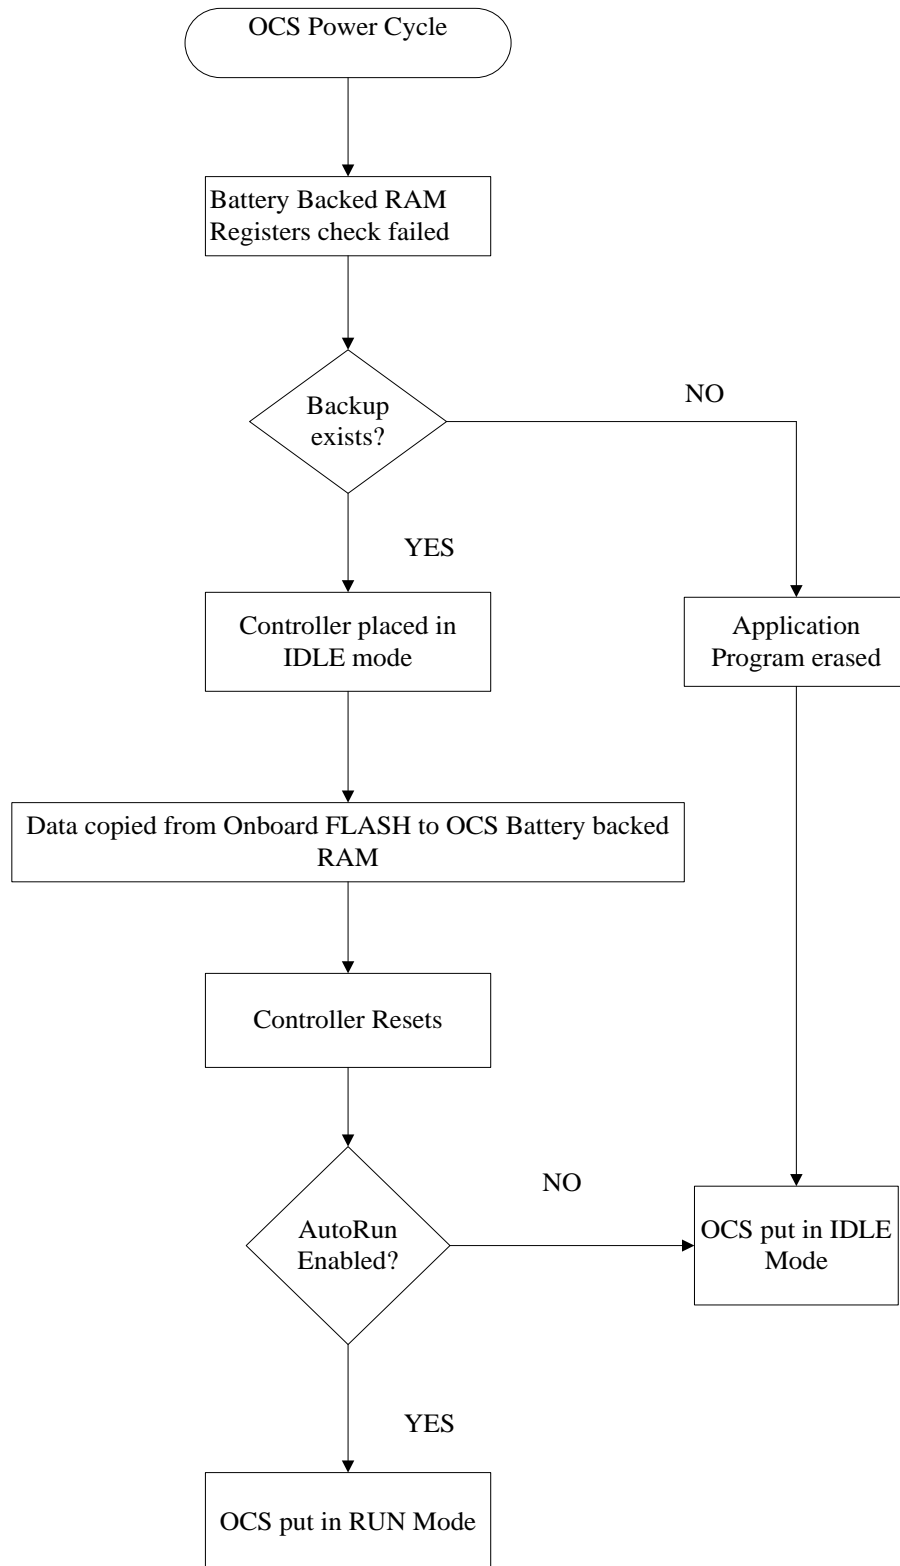 OCS Power Cycle
Battery Backed RAM
Registers check failed
Backup
exists?
NO
YES
Controller placed in
IDLE mode
Application
Program erased
Data copied from Onboard FLASH to OCS Battery backed
RAM
Controller Resets
AutoRun
Enabled?
NO
OCS put in IDLE
Mode
YES
OCS put in RUN Mode